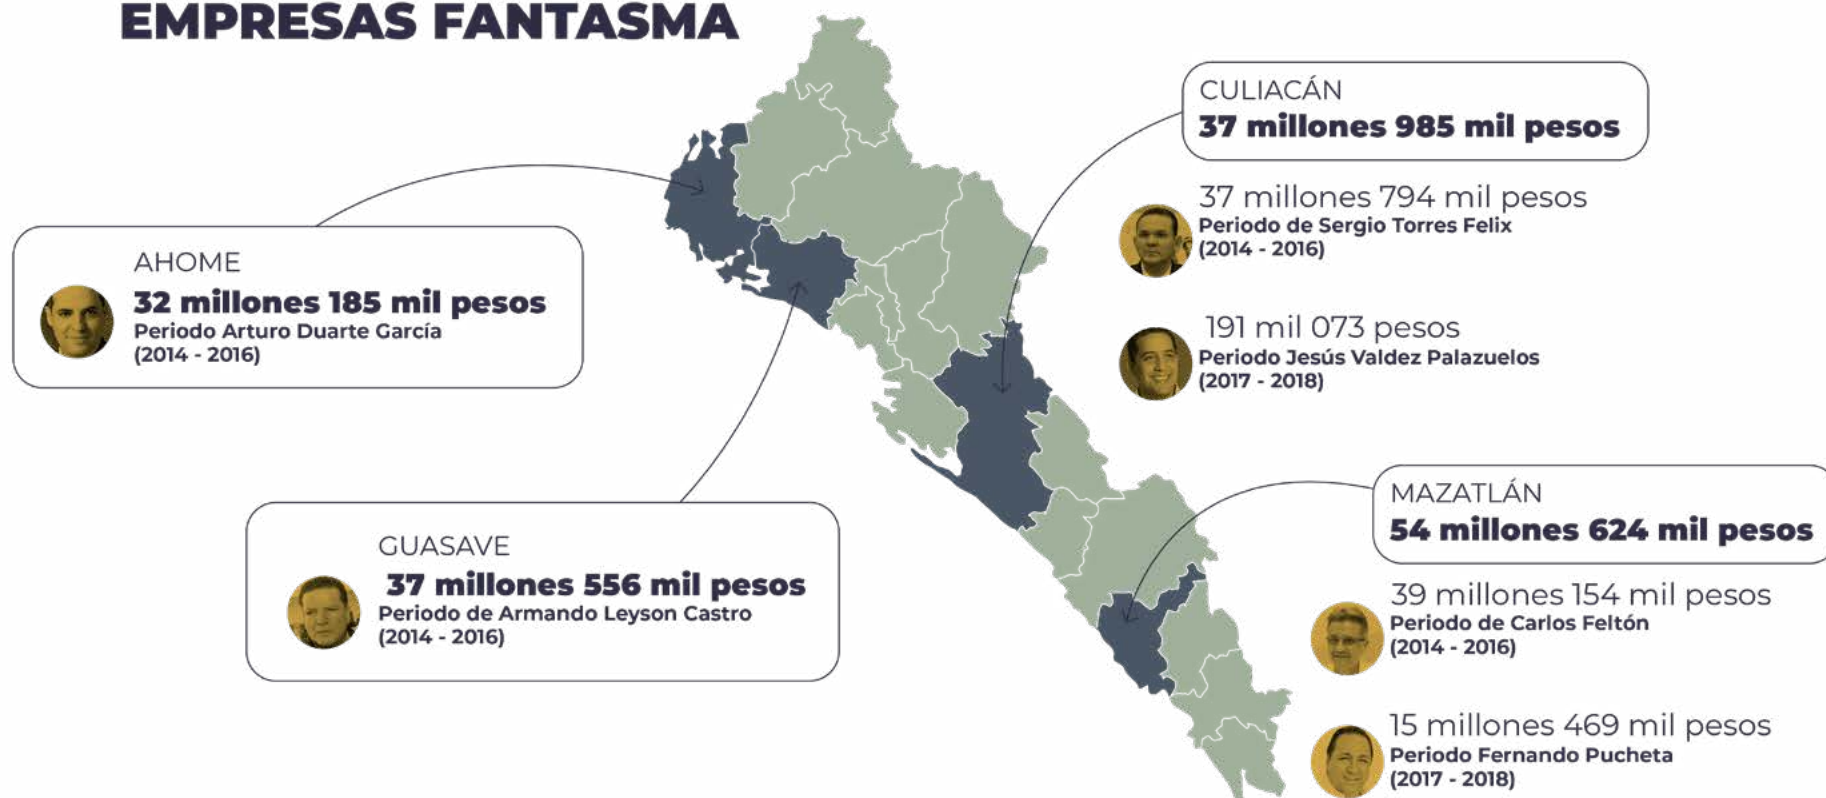 EMPRESAS FANTASMA
AHOME
32 millones 185 mil pesos
Periodo Arturo Duarte García
(2014 - 2016)
GUASAVE
37 millones 556 mil pesos
Periodo de Armando Leyson Castro
(2014 - 2016)
CULIACÁN
37 millones 985 mil pesos
37 millones 794 mil pesos
Periodo de Sergio Torres Felix
(2014 - 2016)
191 mil 073 pesos
Periodo Jesús Valdez Palazuelos
(2017 - 2018)
MAZATLÁN
54 millones 624 mil pesos
39 millones 154 mil pesos
Periodo de Carlos Feltón
(2014 - 2016)
15 millones 469 mil pesos
Periodo Fernando Pucheta
(2017 - 2018)